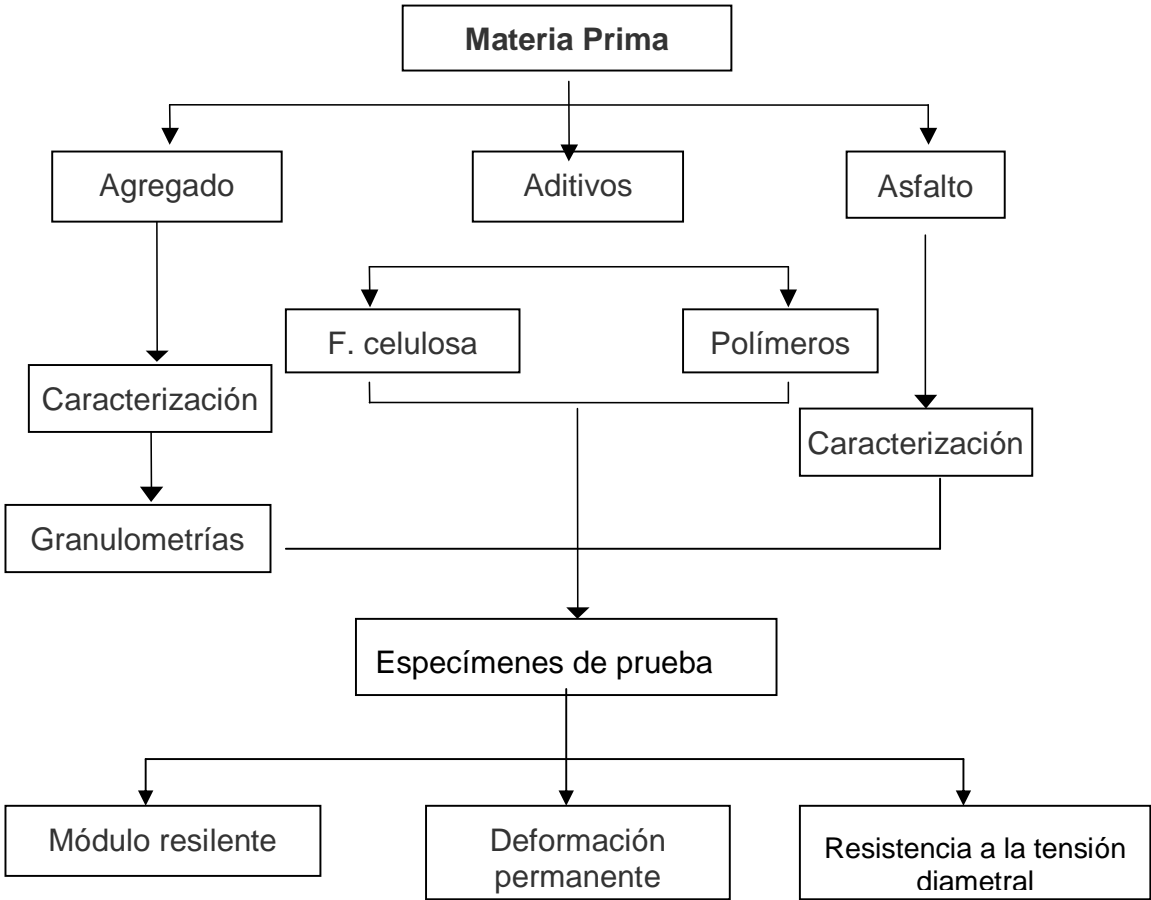 Materia Prima
Agregado
Aditivos
Asfalto
F. celulosa
Polímeros
Caracterización
Caracterización
Granulometrías
Especímenes de prueba
Módulo resilente
Deformación
permanente
Resistencia a la tensión
diametral